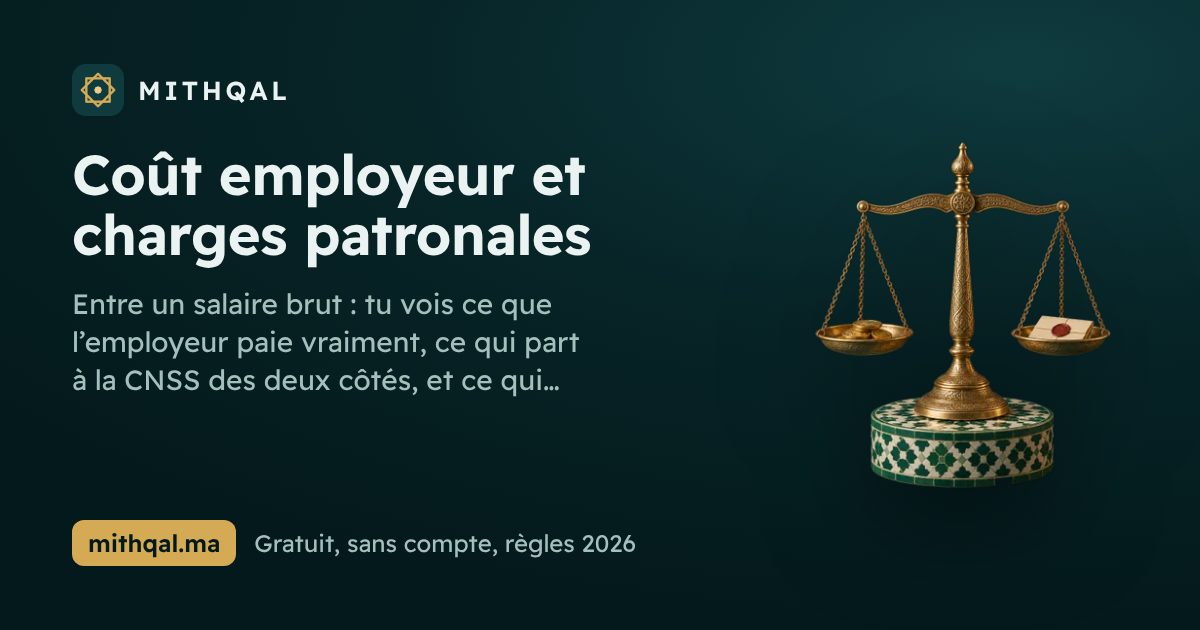 MITHQAL
Coût employeur et
charges patronales
Entre un salaire brut : tu vois ce que
l’employeur paie vraiment, ce qui part
à la CNSS des deux côtés, et ce qui…
mithqal.ma
Gratuit, sans compte, règles 2026